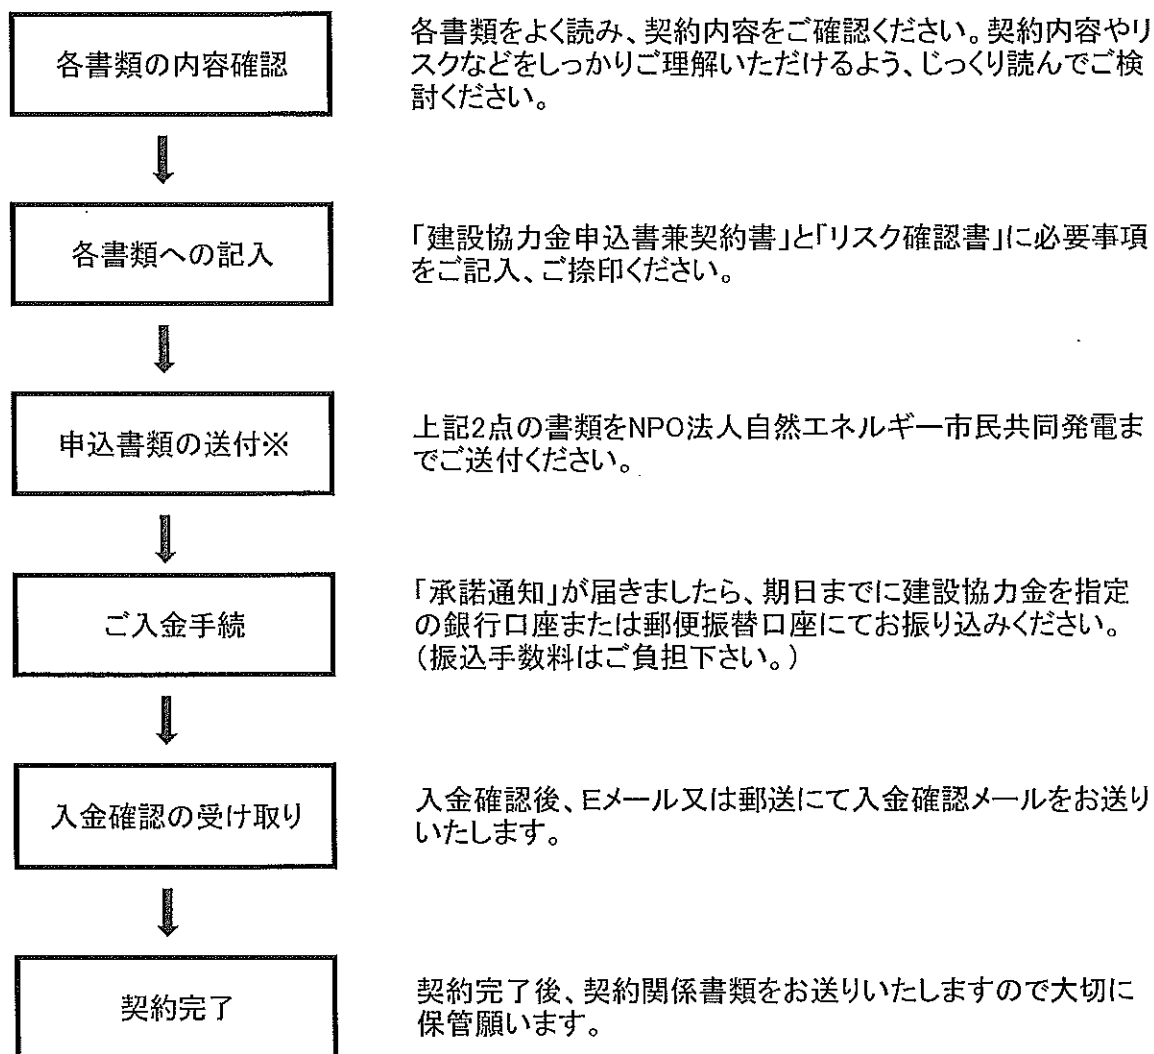 各書類の内容確認
各書類をよく読み、契約内容をご確認ください。契約内容やリ
スクなどをしっかりご理解いただけるよう、じっくり読んでご検
討ください。
各書類への記入
「建設協力金申込書兼契約書」と「リスク確認書」に必要事項
をご記入、ご捺印ください。
申込書類の送付※
上記2点の書類をNPO法人自然エネルギー市民共同発電ま
でご送付ください。
ご入金手続
「承諾通知」が届きましたら、期日までに建設協力金を指定
の銀行口座または郵便振替口座にてお振り込みください。
(振込手数料はご負担下さい。)
入金確認の受け取り
入金確認後、Eメール又は郵送にて入金確認メールをお送り
いたします。
契約完了
契約完了後、契約関係書類をお送りいたしますので大切に
保管願います。